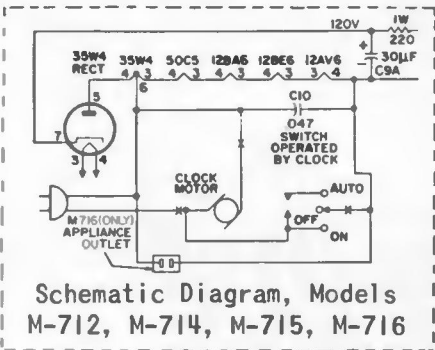 120V
1W
220
+
-
30µF
C9A
35W4
RECT
5
7
3 4
35W4
4 3
6
50C5
4 3
12BA6
4 3
12BE6
4 3
12AV6
3 4
C10
.047
SWITCH
OPERATED
BY CLOCK
CLOCK
MOTOR
AUTO
OFF
ON
M716(ONLY)
APPLIANCE
OUTLET
Schematic Diagram, Models
M-712, M-714, M-715, M-716